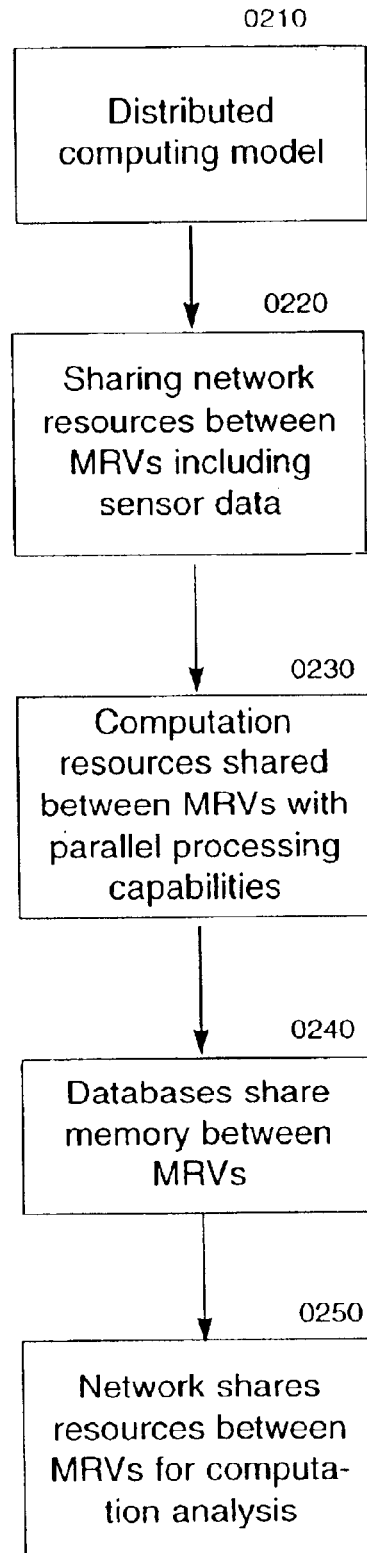 0210
Distributed
computing model
0220
Sharing network
resources between
MRVs including
sensor data
0230
Computation
resources shared
between MRVs with
parallel processing
capabilities
0240
Databases share
memory between
MRVs
0250
Network shares
resources between
MRVs for computa-
tion analysis